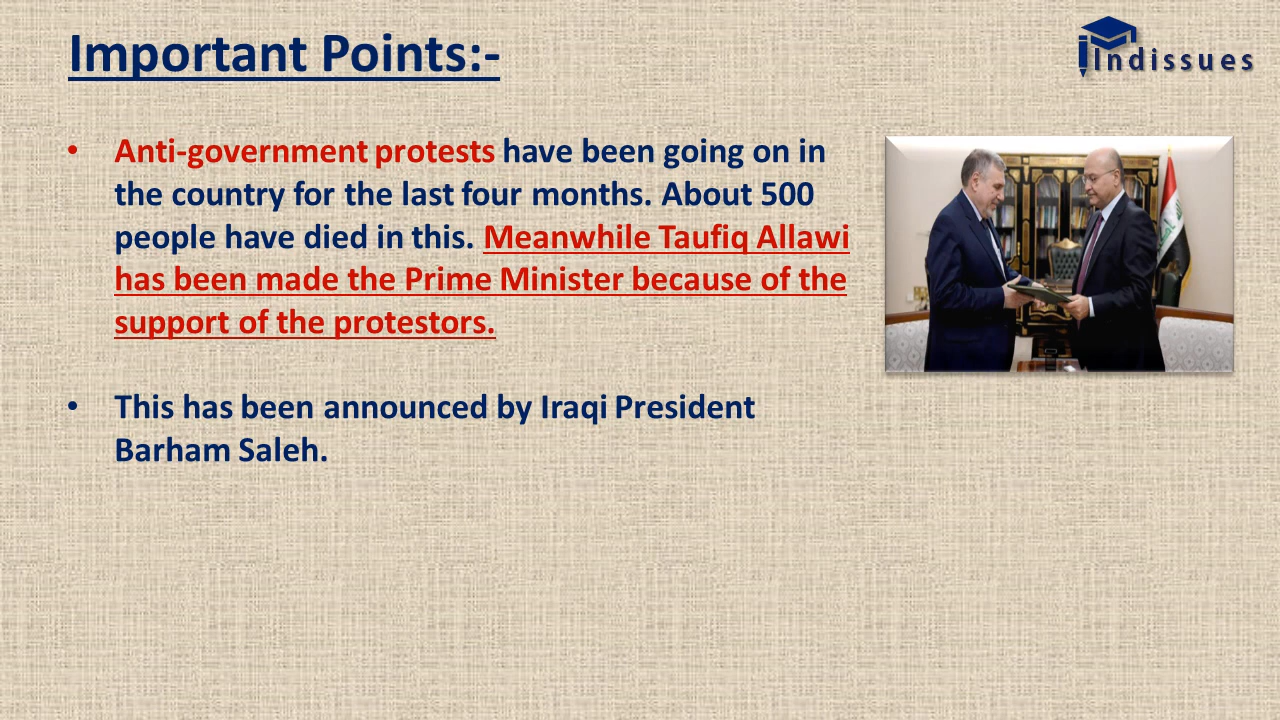 Important Points:-
Indissues
• Anti-government protests have been going on in
the country for the last four months. About 500
people have died in this. Meanwhile Taufiq Allawi
has been made the Prime Minister because of the
support of the protestors.
• This has been announced by Iraqi President
Barham Saleh.